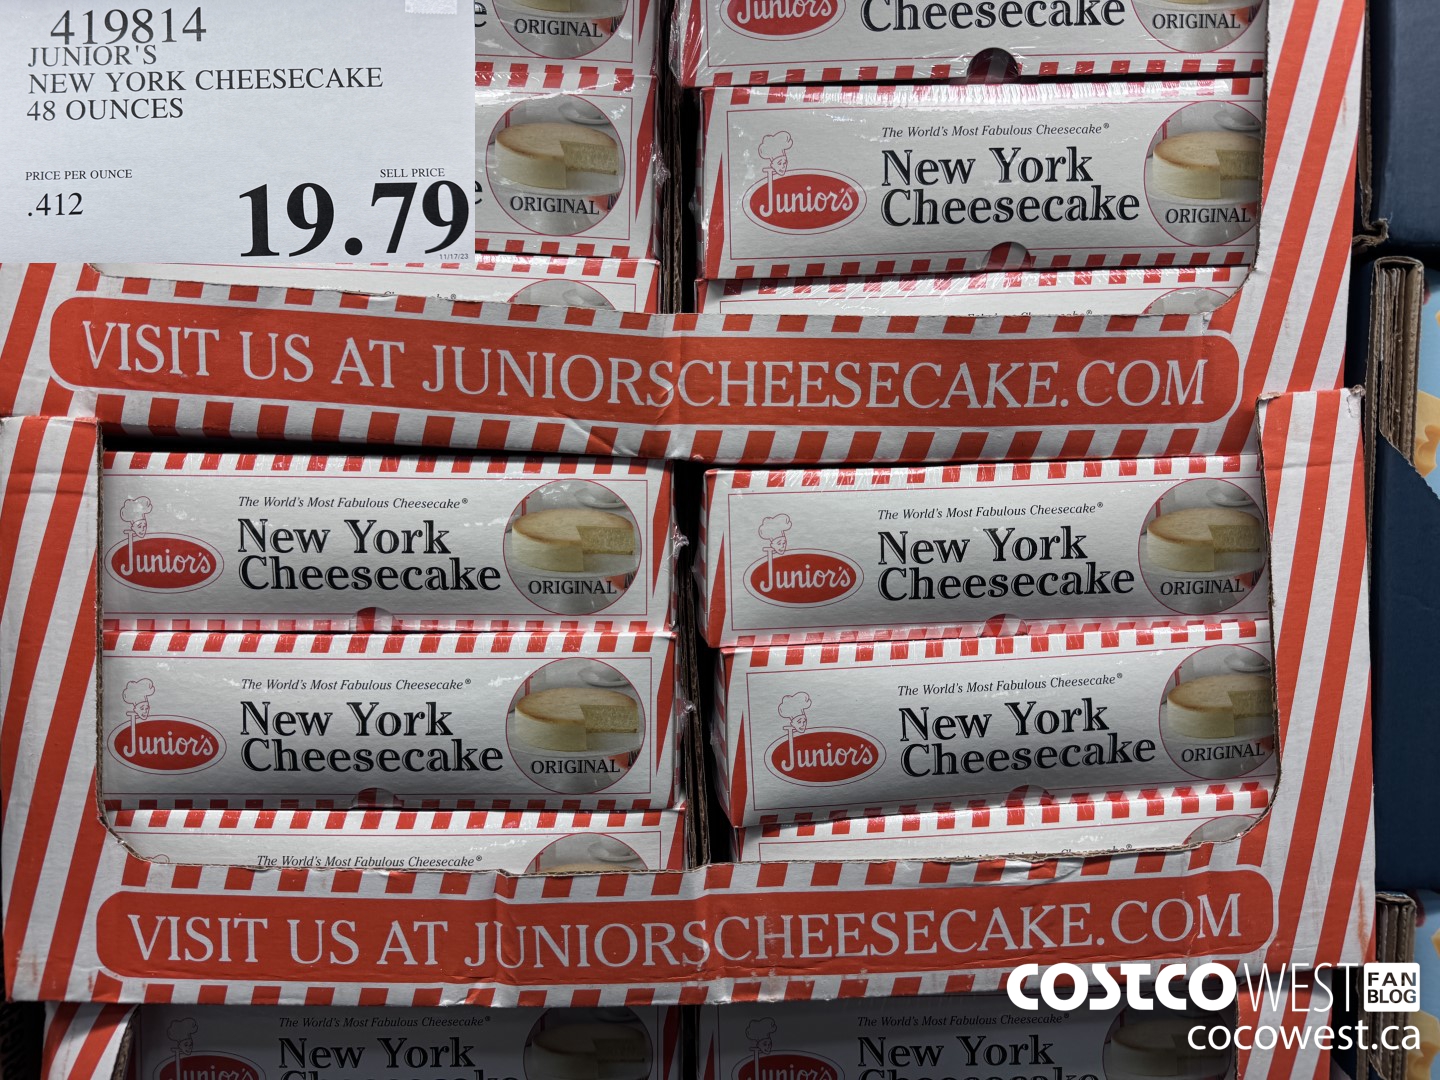 419814
JUNIOR'S
NEW YORK CHEESECAKE
48 OUNCES
PRICE PER OUNCE
.412
SELL PRICE
19.79
11/17/23
ORIGINAL
Junior's
Cheesecake
ORIGINAL
ORIGINAL
The World's Most Fabulous Cheesecake®
Junior's
New York
Cheesecake
ORIGINAL
VISIT US AT JUNIORSCHEESECAKE.COM
The World's Most Fabulous Cheesecake®
Junior's
New York
Cheesecake
ORIGINAL
The World's Most Fabulous Cheesecake®
Junior's
New York
Cheesecake
ORIGINAL
The World's Most Fabulous Cheesecake®
Junior's
New York
Cheesecake
ORIGINAL
The World's Most Fabulous Cheesecake®
Junior's
New York
Cheesecake
ORIGINAL
The World's Most Fabulous Cheesecake®
VISIT US AT JUNIORSCHEESECAKE.COM
The World's Most Fabulous Cheesecake®
Junior's
New York
Cheesecake
The World's Most Fabulous Cheesecake®
Junior's
New York
Cheesecake
COSTCO WEST FAN BLOG
cocowest.ca